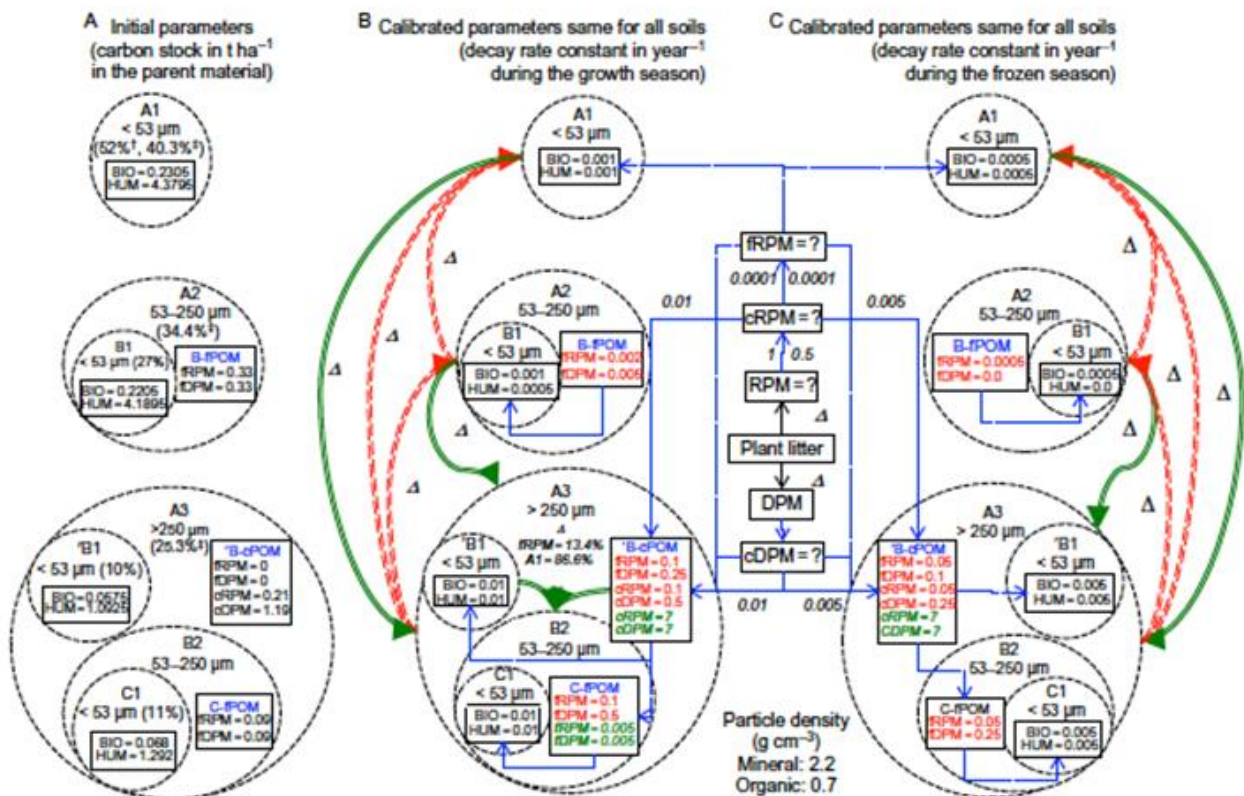 A
Initial parameters
(carbon stock in t ha⁻¹
in the parent material)
A1
< 53 µm
(52%†, 40.3%‡)
BIO = 0.2305
HUM = 4.3795
A2
53–250 µm
(34.4%‡)
B1
< 53 µm (27%)
BIO = 0.2205
HUM = 4.1895
B-fPOM
fRPM = 0.33
fDPM = 0.33
A3
>250 µm
(25.3%‡)
'B1
< 53 µm (10%)
BIO = 0.0575
HUM = 1.0925
'B-cPOM
fRPM = 0
fDPM = 0
cRPM = 0.21
cDPM = 1.19
B2
53–250 µm
C1
< 53 µm (11%)
BIO = 0.068
HUM = 1.292
C-fPOM
fRPM = 0.09
fDPM = 0.09
B
Calibrated parameters same for all soils
(decay rate constant in year⁻¹
during the growth season)
A1
< 53 µm
BIO = 0.001
HUM = 0.001
Δ
Δ
Δ
Δ
A2
53–250 µm
B1
< 53 µm
BIO = 0.001
HUM = 0.0005
B-fPOM
fRPM = 0.002
fDPM = 0.005
A3
> 250 µm
Δ
fRPM = 13.4%
A1 = 86.6%
'B1
< 53 µm
BIO = 0.01
HUM = 0.01
'B-cPOM
fRPM = 0.1
fDPM = 0.25
cRPM = 0.1
cDPM = 0.5
cRPM = ?
cDPM = ?
B2
53–250 µm
C1
< 53 µm
BIO = 0.01
HUM = 0.01
C-fPOM
fRPM = 0.1
fDPM = 0.5
fRPM = 0.005
fDPM = 0.005
fRPM = ?
0.0001 0.0001
0.01 cRPM = ? 0.005
1 0.5
RPM = ?
Δ
Plant litter
Δ
DPM
cDPM = ?
0.01 0.005
Particle density
(g cm⁻³)
Mineral: 2.2
Organic: 0.7
C
Calibrated parameters same for all soils
(decay rate constant in year⁻¹
during the frozen season)
A1
< 53 µm
BIO = 0.0005
HUM = 0.0005
Δ
Δ
Δ
Δ
A2
53–250 µm
B-fPOM
fRPM = 0.0005
fDPM = 0.0
B1
< 53 µm
BIO = 0.0005
HUM = 0.0
A3
> 250 µm
'B-cPOM
fRPM = 0.05
fDPM = 0.1
cRPM = 0.05
cDPM = 0.25
cRPM = ?
CDPM = ?
'B1
< 53 µm
BIO = 0.005
HUM = 0.005
B2
53–250 µm
C-fPOM
fRPM = 0.05
fDPM = 0.25
C1
< 53 µm
BIO = 0.005
HUM = 0.005